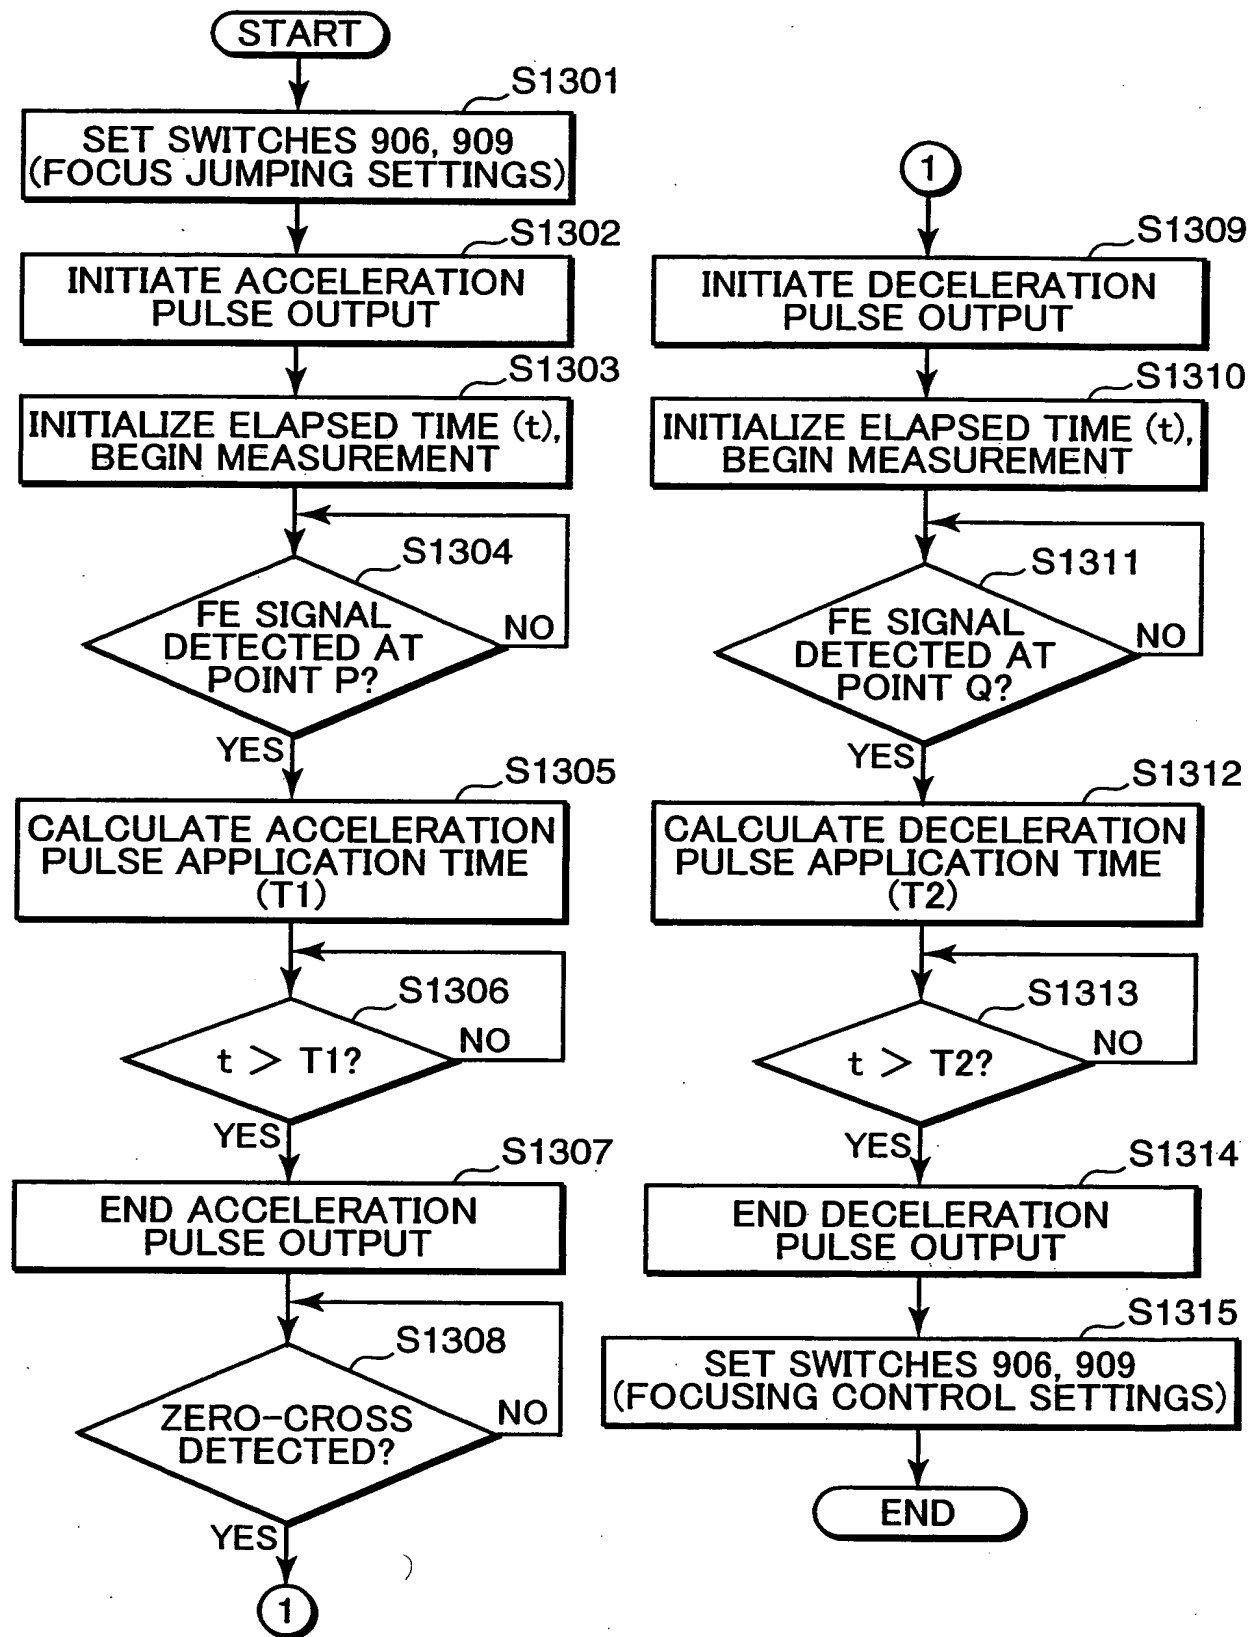 START
S1301
SET SWITCHES 906, 909
(FOCUS JUMPING SETTINGS)
S1302
INITIATE ACCELERATION
PULSE OUTPUT
S1303
INITIALIZE ELAPSED TIME (t),
BEGIN MEASUREMENT
S1304
FE SIGNAL
DETECTED AT
POINT P?
NO
YES
S1305
CALCULATE ACCELERATION
PULSE APPLICATION TIME
(T1)
S1306
t > T1?
NO
YES
S1307
END ACCELERATION
PULSE OUTPUT
S1308
ZERO-CROSS
DETECTED?
NO
YES
1
1
S1309
INITIATE DECELERATION
PULSE OUTPUT
S1310
INITIALIZE ELAPSED TIME (t),
BEGIN MEASUREMENT
S1311
FE SIGNAL
DETECTED AT
POINT Q?
NO
YES
S1312
CALCULATE DECELERATION
PULSE APPLICATION TIME
(T2)
S1313
t > T2?
NO
YES
S1314
END DECELERATION
PULSE OUTPUT
S1315
SET SWITCHES 906, 909
(FOCUSING CONTROL SETTINGS)
END